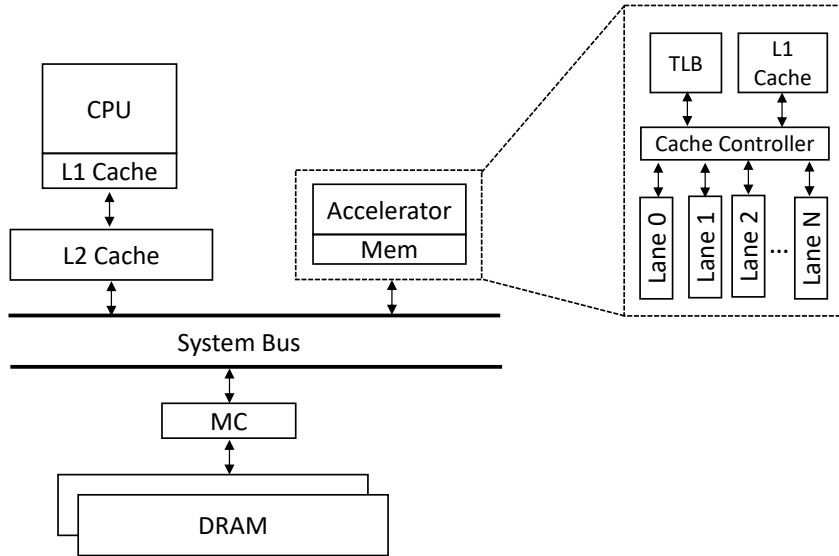 CPU
L1 Cache
L2 Cache
Accelerator
Mem
System Bus
MC
DRAM
TLB
L1
Cache
Cache Controller
Lane 0
Lane 1
Lane 2
...
Lane N